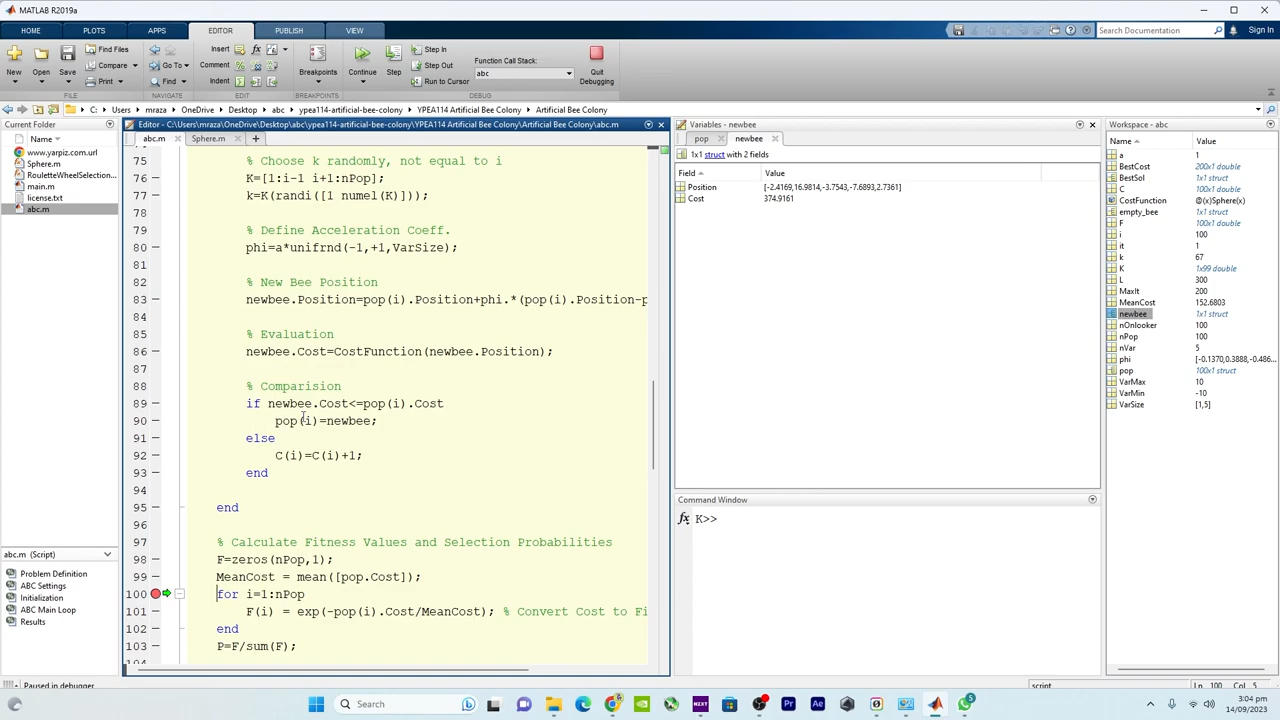 MATLAB R2019a
HOME PLOTS APPS EDITOR PUBLISH VIEW
Search Documentation Sign In
New Open Save Find Files Compare Print
Go To Find
Insert Comment Indent
Breakpoints Continue Step Step In Step Out Run to Cursor
Function Call Stack:
abc
Quit Debugging
FILE NAVIGATE EDIT BREAKPOINTS DEBUG
C: Users mraza OneDrive Desktop abc ypea114-artificial-bee-colony YPEA114 Artificial Bee Colony Artificial Bee Colony
Current Folder
Name
www.yarpiz.com.url
Sphere.m
RouletteWheelSelection...
main.m
license.txt
abc.m
abc.m (Script)
Problem Definition
ABC Settings
Initialization
ABC Main Loop
Results
Paused in debugger
Editor - C:\Users\mraza\OneDrive\Desktop\abc\ypea114-artificial-bee-colony\YPEA114 Artificial Bee Colony\Artificial Bee Colony\abc.m
abc.m Sphere.m
75 % Choose k randomly, not equal to i
76 K=[1:i-1 i+1:nPop];
77 k=K(randi([1 numel(K)]));
78
79 % Define Acceleration Coeff.
80 phi=a*unifrnd(-1,+1,VarSize);
81
82 % New Bee Position
83 newbee.Position=pop(i).Position+phi.*(pop(i).Position-p
84
85 % Evaluation
86 newbee.Cost=CostFunction(newbee.Position);
87
88 % Comparision
89 if newbee.Cost<=pop(i).Cost
90 pop(i)=newbee;
91 else
92 C(i)=C(i)+1;
93 end
94
95 end
96
97 % Calculate Fitness Values and Selection Probabilities
98 F=zeros(nPop,1);
99 MeanCost = mean([pop.Cost]);
100 for i=1:nPop
101 F(i) = exp(-pop(i).Cost/MeanCost); % Convert Cost to Fi
102 end
103 P=F/sum(F);
Variables - newbee
pop newbee
1x1 struct with 2 fields
Field Value
Position [-2.4169,16.9814,-3.7543,-7.6893,2.7361]
Cost 374.9161
Command Window
fx K>>
Workspace - abc
Name Value
a 1
BestCost 200x1 double
BestSol 1x1 struct
C 100x1 double
CostFunction @(x)Sphere(x)
empty_bee 1x1 struct
F 100x1 double
i 100
it 1
k 67
K 1x99 double
L 300
MaxIt 200
MeanCost 152.6803
newbee 1x1 struct
nOnlooker 100
nPop 100
nVar 5
phi [-0.1370,0.3888,-0.486...
pop 100x1 struct
VarMax 10
VarMin -10
VarSize [1,5]
script Ln 100 Col 5
Search
3:04 PM
14/09/2023